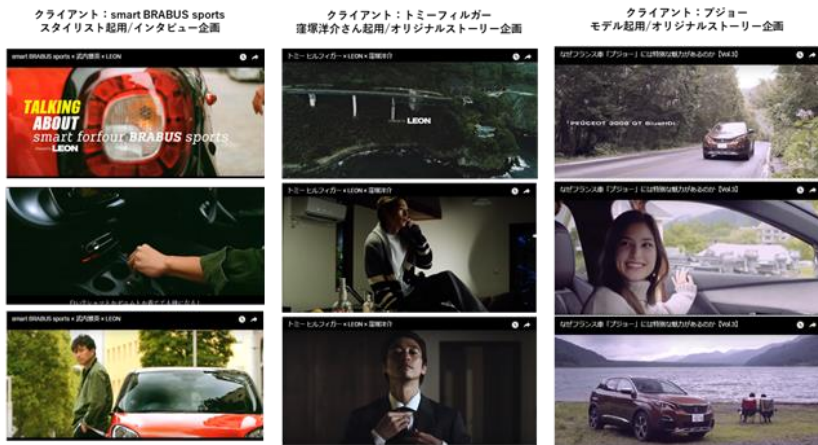 クライアント：smart BRABUS sports
スタイリスト起用/インタビュー企画
smart BRABUS sports × 武内雅英 × LEON
TALKING
ABOUT
smart forfour BRABUS sports
LEON
smart BRABUS sports × 武内雅英 × LEON
クライアント：トミーフィルガー
窪塚洋介さん起用/オリジナルストーリー企画
トミー ヒルフィガー × LEON × 窪塚洋介
LEON
トミー ヒルフィガー × LEON × 窪塚洋介
トミー ヒルフィガー × LEON × 窪塚洋介
クライアント：プジョー
モデル起用/オリジナルストーリー企画
なぜフランス車「プジョー」には特別な魅力があるのか【Vol.3】
「PEUGEOT 3008 GT BlueHDi」
なぜフランス車「プジョー」には特別な魅力があるのか【Vol.3】
なぜフランス車「プジョー」には特別な魅力があるのか【Vol.3】